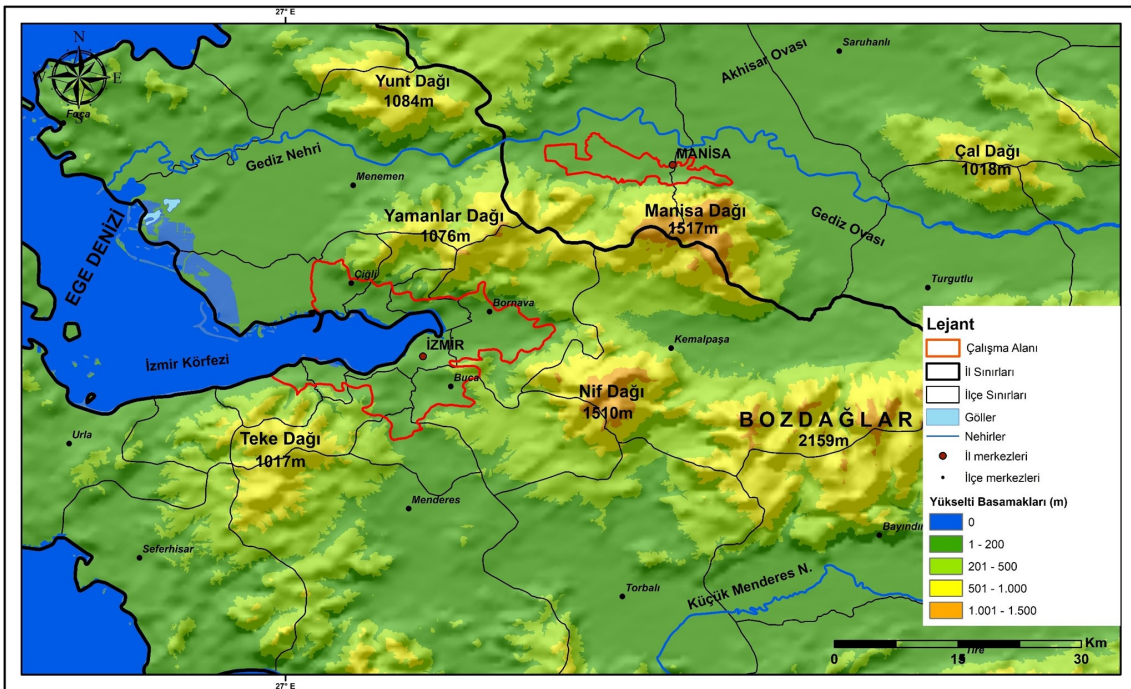 27° E
N
W
E
S
Foça
Yunt Dağı
1084m
Akhisar Ovası
Saruhanlı
Gediz Nehri
MANİSA
Çal Dağı
1018m
Menemen
Yamanlar Dağı
1076m
Manisa Dağı
1517m
Gediz Ovası
EGE DENİZİ
Çiğli
Bornava
Turgutlu
İzmir Körfezi
İZMİR
Kemalpaşa
Buca
Nif Dağı
1510m
BOZDAĞLAR
2159m
Urla
Teke Dağı
1017m
Menderes
Seferhisar
Torbalı
Küçük Menderes N.
Lejant
Çalışma Alanı
İl Sınırları
İlçe Sınırları
Göller
Nehirler
İl merkezleri
İlçe merkezleri
Yükselti Basamakları (m)
0
1 - 200
201 - 500
501 - 1.000
1.001 - 1.500
Km
0 15 30
Tire
27° E